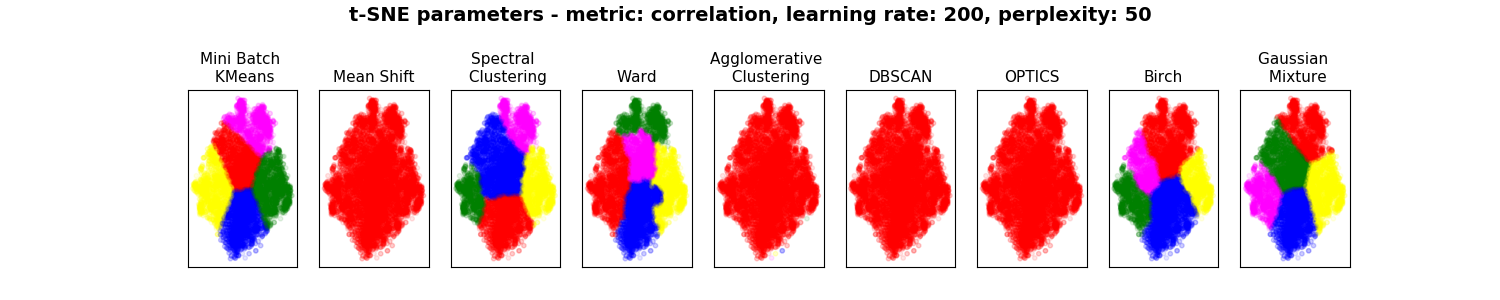 t-SNE parameters - metric: correlation, learning rate: 200, perplexity: 50
Mini Batch
KMeans
Mean Shift
Spectral
Clustering
Ward
Agglomerative
Clustering
DBSCAN
OPTICS
Birch
Gaussian
Mixture